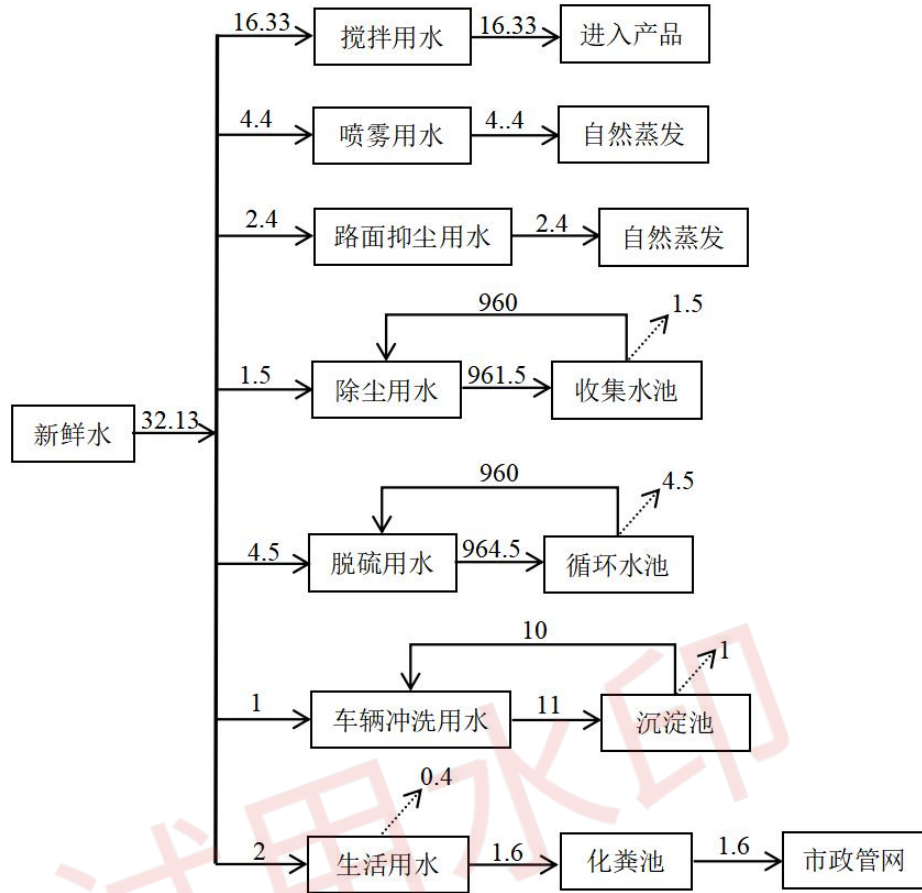 16.33 搅拌用水 16.33 进入产品
4.4 喷雾用水 4..4 自然蒸发
2.4 路面抑尘用水 2.4 自然蒸发
960 1.5
1.5 除尘用水 961.5 收集水池
新鲜水 32.13
960 4.5
4.5 脱硫用水 964.5 循环水池
10 1
1 车辆冲洗用水 11 沉淀池
0.4
2 生活用水 1.6 化粪池 1.6 市政管网
试用水印